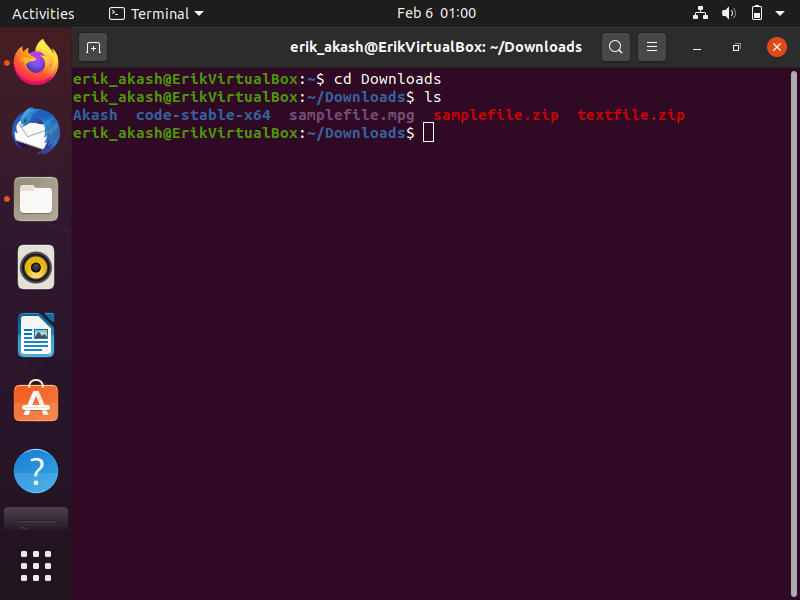 Activities Terminal Feb 6 01:00
erik_akash@ErikVirtualBox: ~/Downloads
erik_akash@ErikVirtualBox:~$ cd Downloads
erik_akash@ErikVirtualBox:~/Downloads$ ls
Akash code-stable-x64 samplefile.mpg samplefile.zip textfile.zip
erik_akash@ErikVirtualBox:~/Downloads$